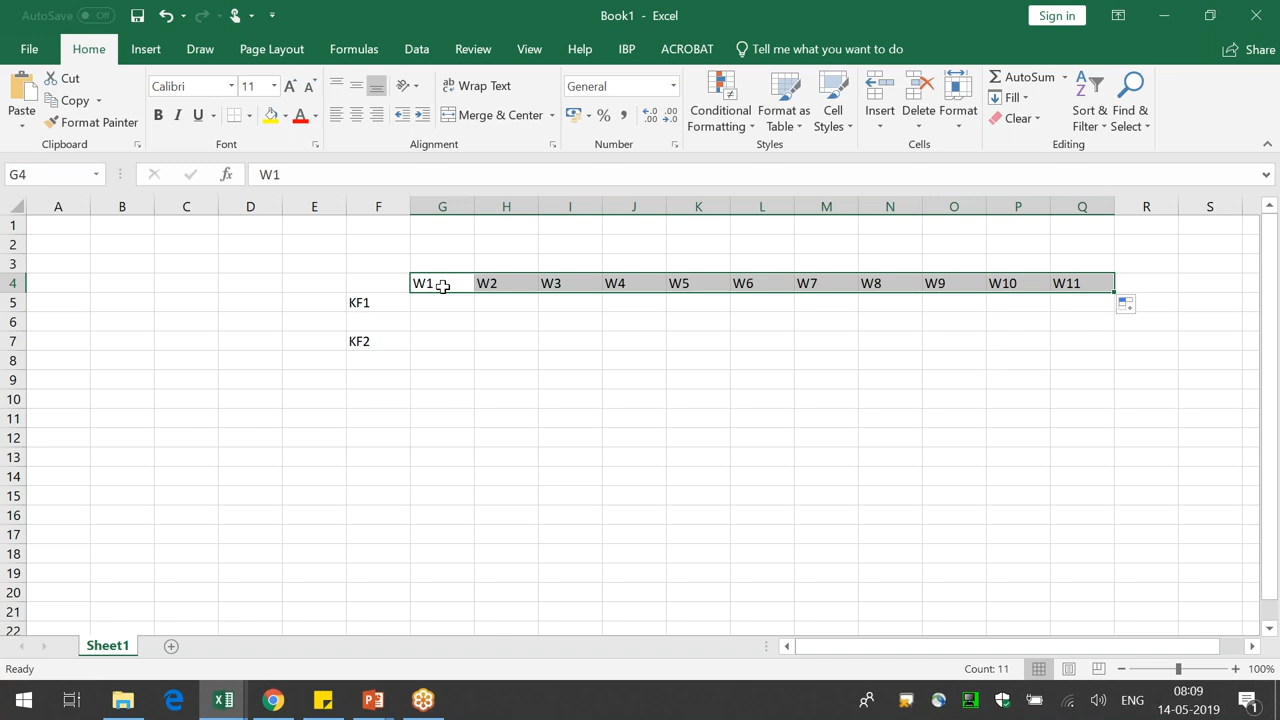 AutoSave Off Book1 - Excel Sign in
File Home Insert Draw Page Layout Formulas Data Review View Help IBP ACROBAT Tell me what you want to do Share
Paste Cut Calibri 11 Wrap Text General Conditional Formatting Format as Table Cell Styles Insert Delete Format AutoSum Sort & Filter Find & Select
Copy Fill
Format Painter B I U Merge & Center % Clear
Clipboard Font Alignment Number Styles Cells Editing
G4 fx W1
A B C D E F G H I J K L M N O P Q R S
1
2
3
4 W1 W2 W3 W4 W5 W6 W7 W8 W9 W10 W11
5 KF1
6
7 KF2
8
9
10
11
12
13
14
15
16
17
18
19
20
21
22
Sheet1
Ready Count: 11 100%
ENG 08:09
14-05-2019